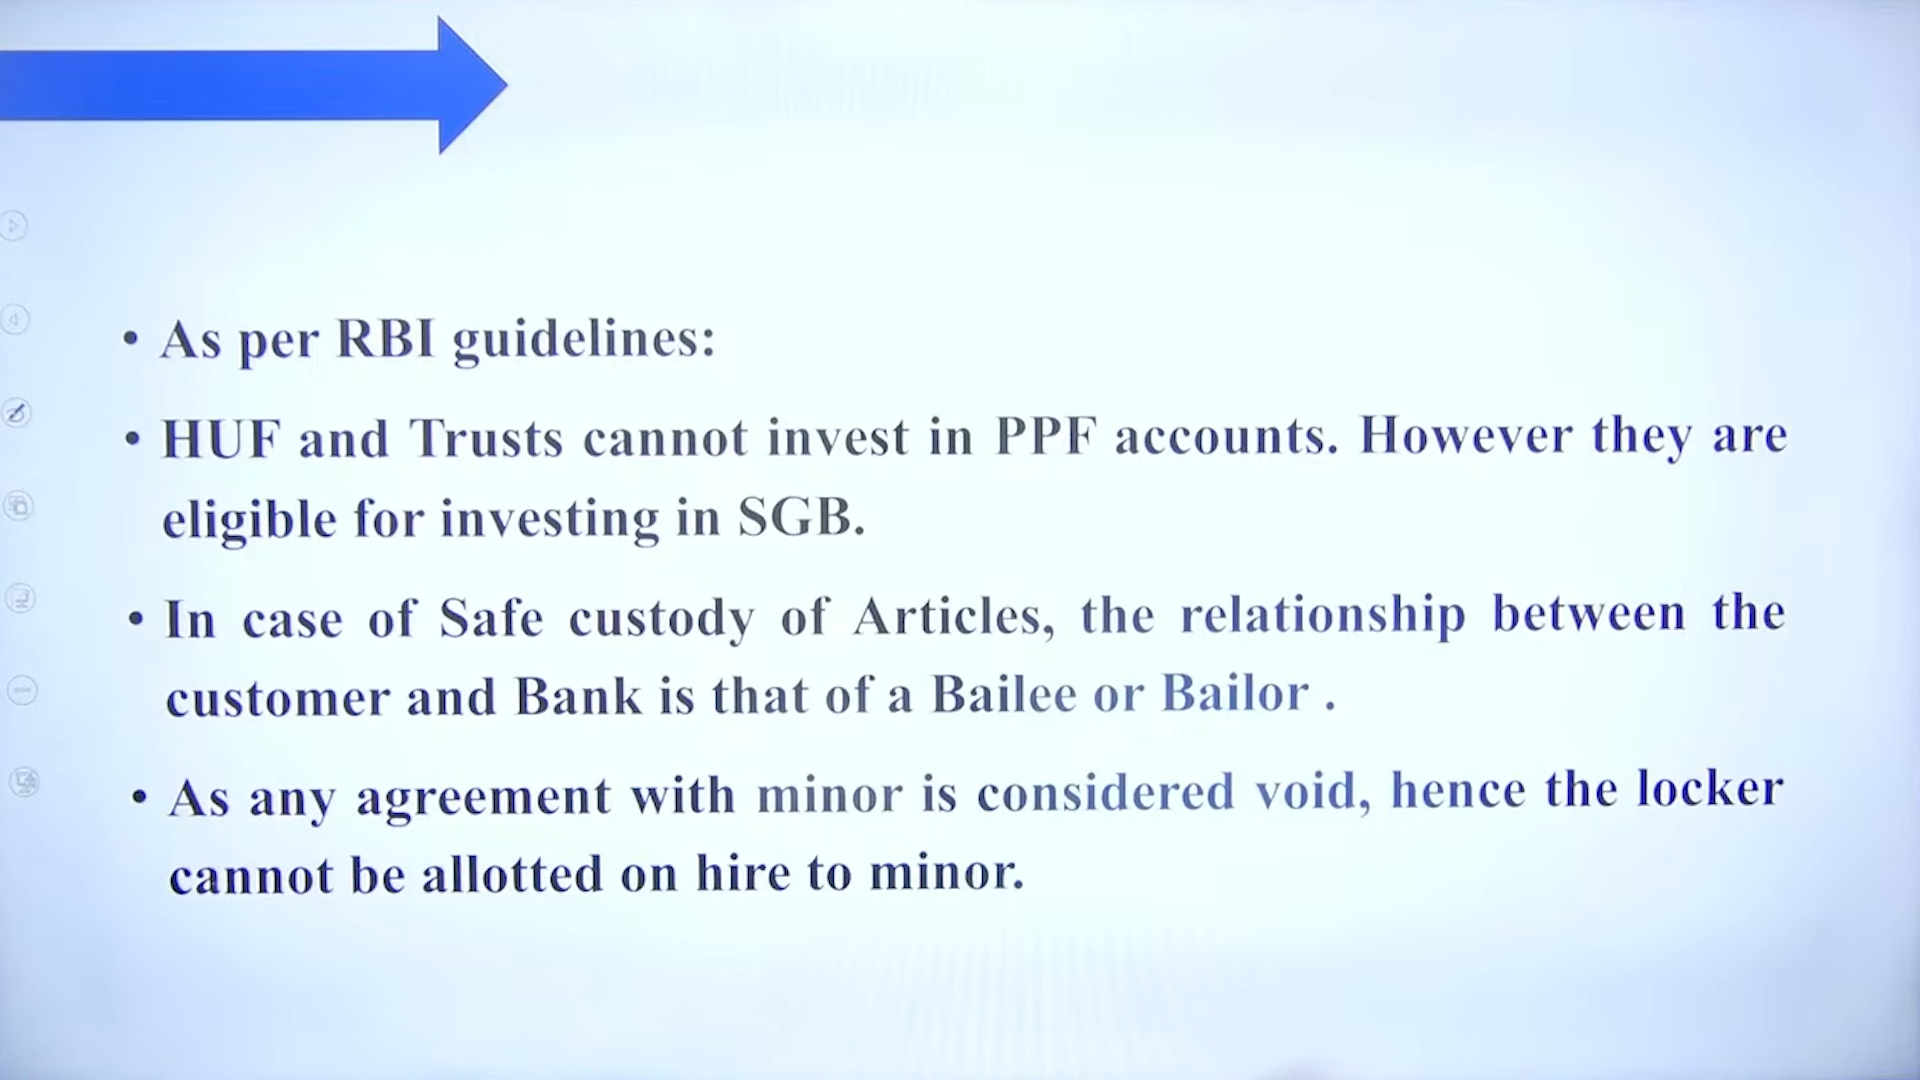 • As per RBI guidelines:
• HUF and Trusts cannot invest in PPF accounts. However they are
eligible for investing in SGB.
• In case of Safe custody of Articles, the relationship between the
customer and Bank is that of a Bailee or Bailor .
• As any agreement with minor is considered void, hence the locker
cannot be allotted on hire to minor.